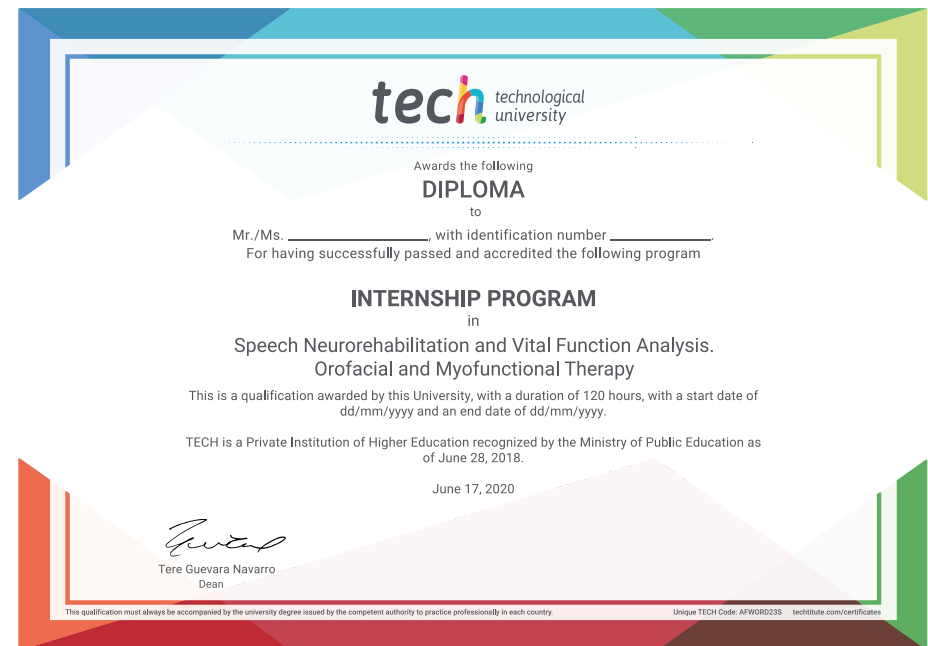 tech technological
university
Awards the following
DIPLOMA
to
Mr./Ms. ____________, with identification number ____________.
For having successfully passed and accredited the following program
INTERNSHIP PROGRAM
in
Speech Neurorehabilitation and Vital Function Analysis.
Orofacial and Myofunctional Therapy
This is a qualification awarded by this University, with a duration of 120 hours, with a start date of
dd/mm/yyyy and an end date of dd/mm/yyyy.
TECH is a Private Institution of Higher Education recognized by the Ministry of Public Education as
of June 28, 2018.
June 17, 2020
Tere Guevara Navarro
Dean
This qualification must always be accompanied by the university degree issued by the competent authority to practice professionally in each country. Unique TECH Code: AFWORD23S techtitute.com/certificates